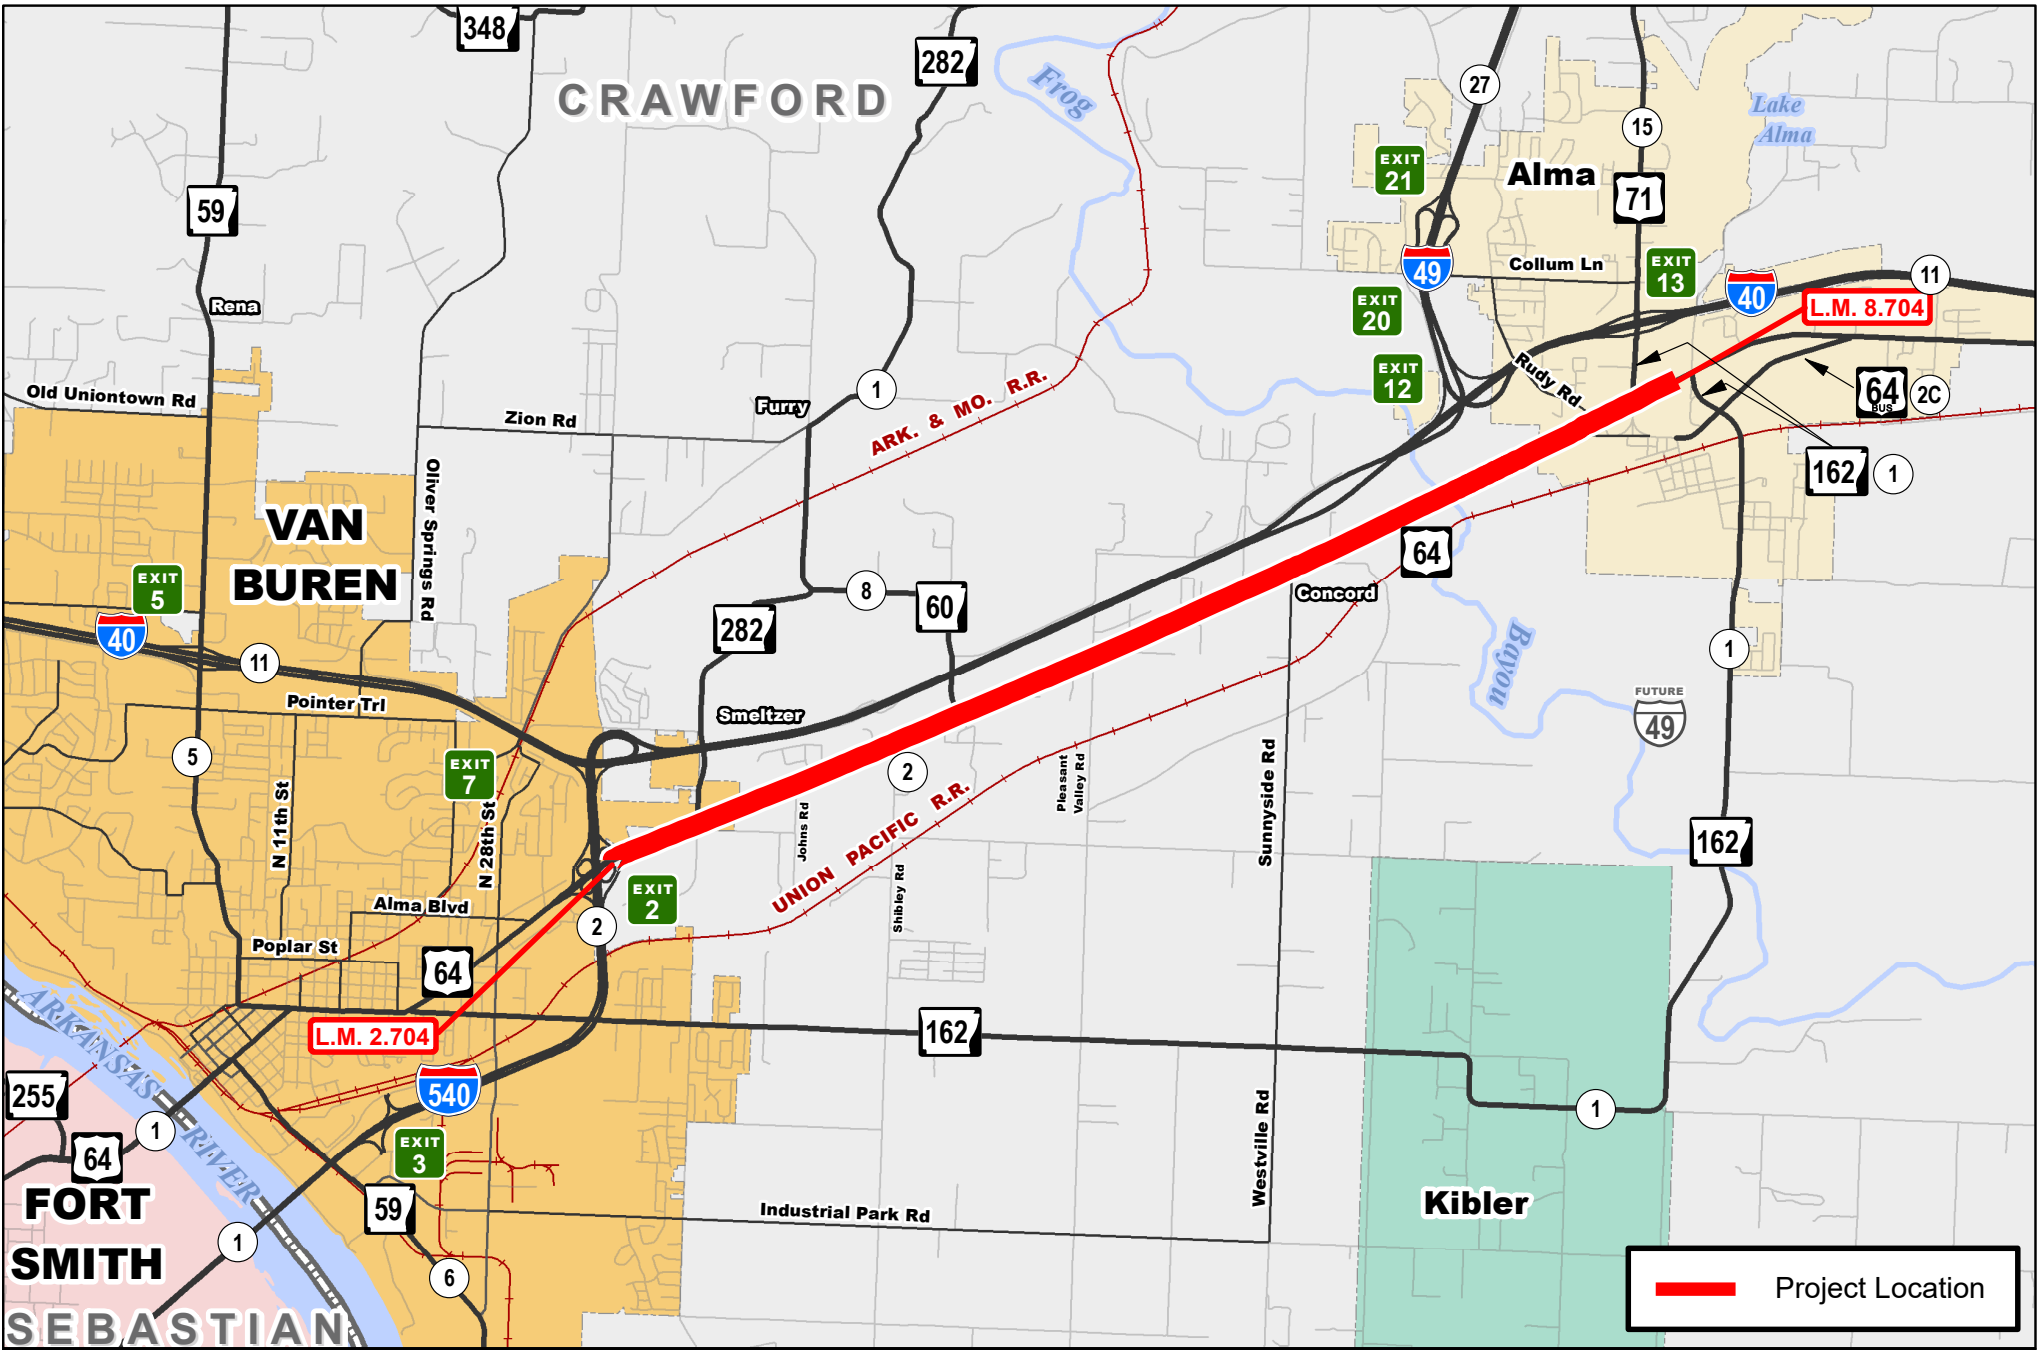 348
282
CRAWFORD
Frog
27
15
Lake
Alma
EXIT
21
Alma
71
59
49
Collum Ln
EXIT
13
40
11
L.M. 8.704
Rena
EXIT
20
Old Uniontown Rd
Zion Rd
Furry
1
ARK. & MO. R.R.
EXIT
12
Rudy Rd
64
BUS
2C
162
1
Oliver Springs Rd
VAN
BUREN
EXIT
5
40
11
282
8
60
64
Concord
Bayou
1
FUTURE
49
Pointer Trl
Smeltzer
5
EXIT
7
N 11th St
N 28th St
2
Johns Rd
Pleasant
Valley Rd
Sunnyside Rd
UNION PACIFIC R.R.
Shibley Rd
162
EXIT
2
2
Alma Blvd
Poplar St
64
L.M. 2.704
162
ARKANSAS RIVER
540
255
1
64
EXIT
3
Westville Rd
1
FORT
SMITH
59
1
6
Industrial Park Rd
Kibler
SEBASTIAN
Project Location